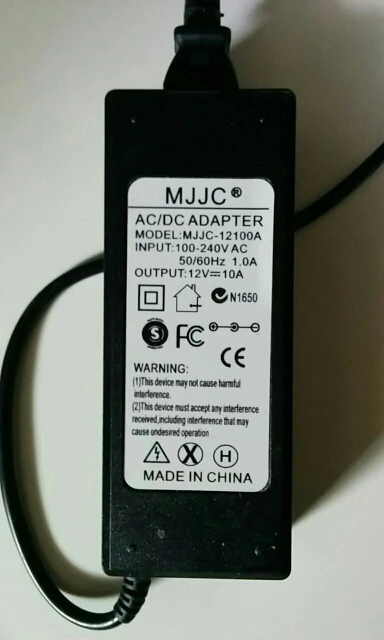 MJJC®
AC/DC ADAPTER
MODEL:MJJC-12100A
INPUT:100-240V AC
50/60Hz 1.0A
OUTPUT:12V⎓10A
N1650
S
FC
CE
WARNING:
(1)This device may not cause harmful
interference.
(2)This device must accept any interference
received,including interference that may
cause undesired operation
H
MADE IN CHINA